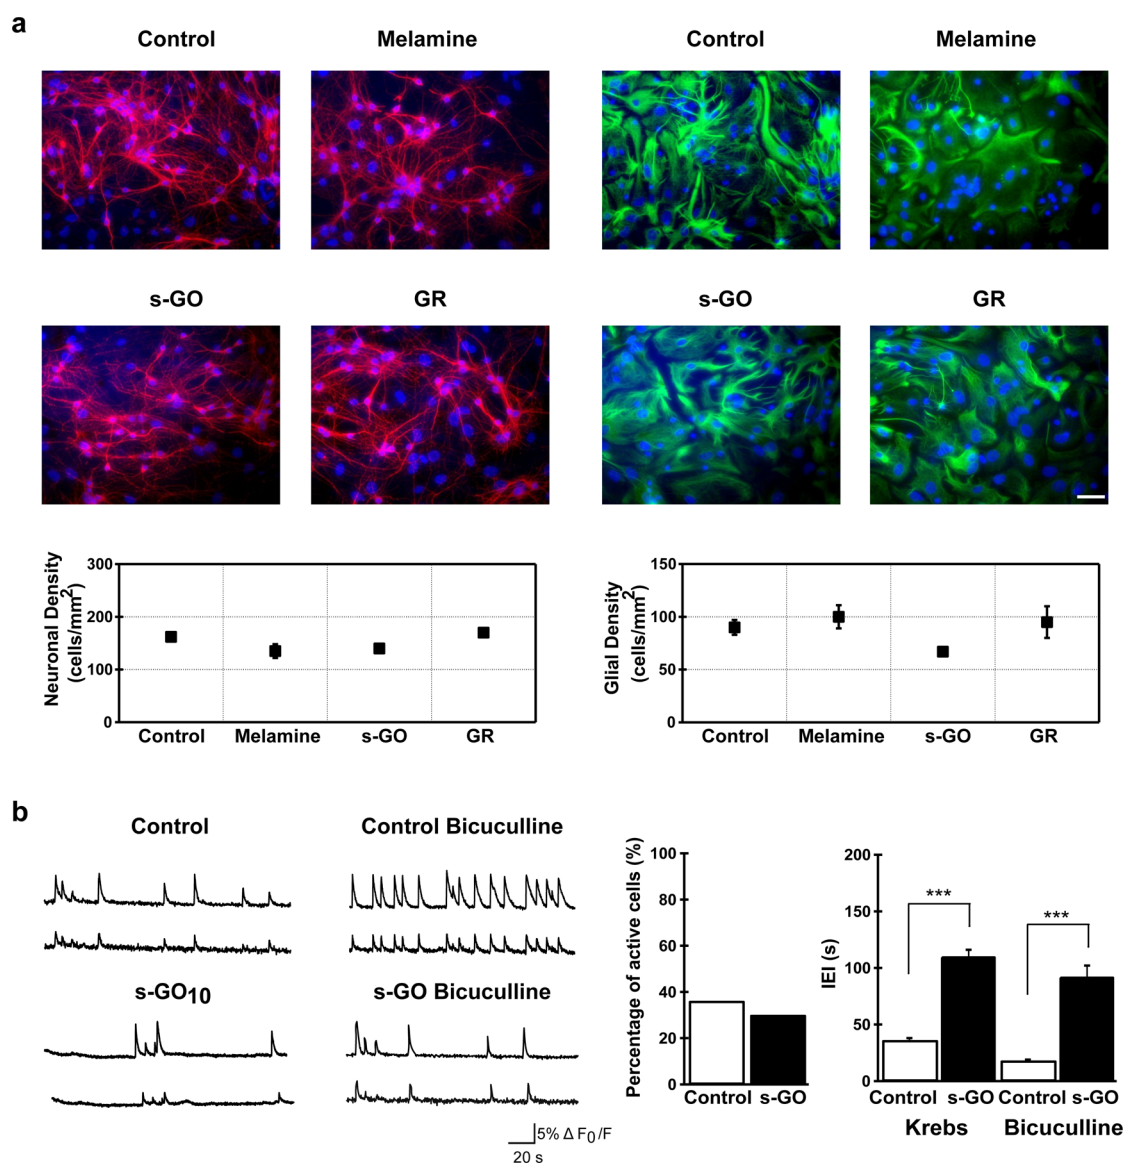 a
Control Melamine Control Melamine
s-GO GR s-GO GR
Neuronal Density
(cells/mm2)
300
200
100
0
Control Melamine s-GO GR
Glial Density
(cells/mm2)
150
100
50
0
Control Melamine s-GO GR
b
Control Control Bicuculline
s-GO10 s-GO Bicuculline
5% Δ F0/F
20 s
Percentage of active cells (%)
100
80
60
40
20
0
Control s-GO
IEI (s)
200
150
100
50
0
***
***
Control s-GO Control s-GO
Krebs Bicuculline